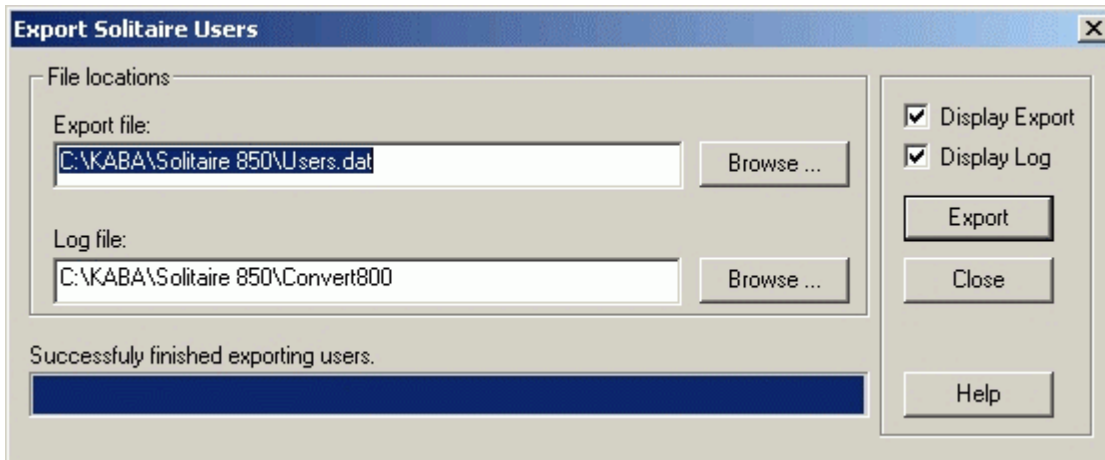 Export Solitaire Users
File locations
Export file:
C:\KABA\Solitaire 850\Users.dat
Browse ...
Log file:
C:\KABA\Solitaire 850\Convert800
Browse ...
Successfuly finished exporting users.
Display Export
Display Log
Export
Close
Help